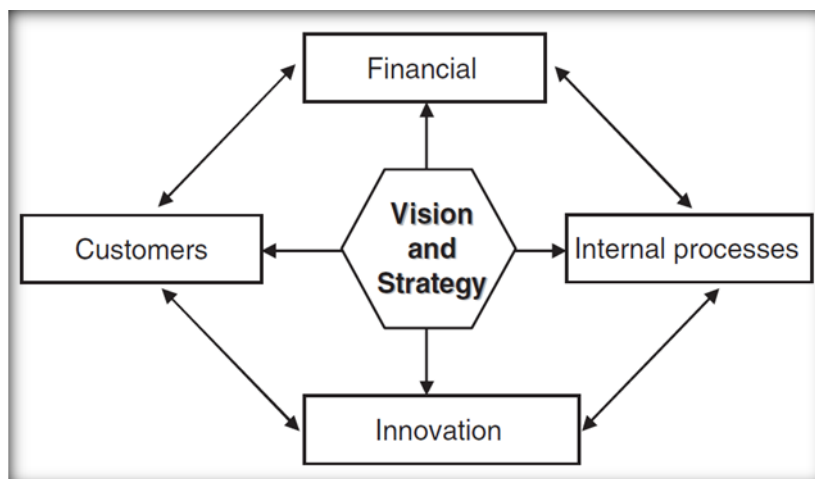 Financial
Customers
Vision
and
Strategy
Internal processes
Innovation